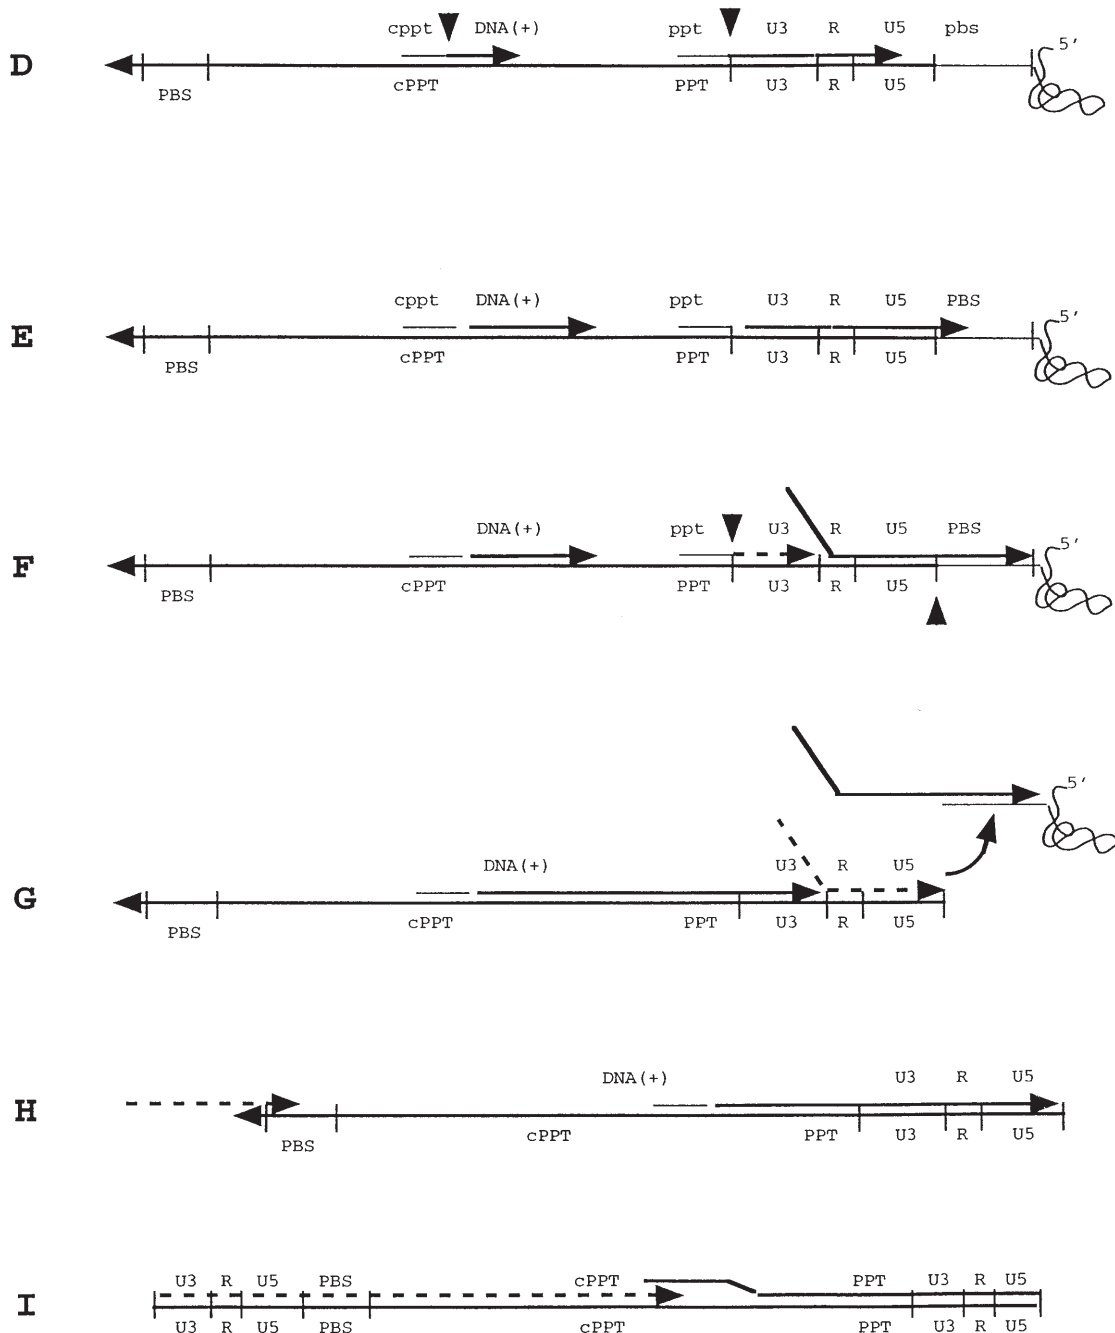 cppt DNA(+) ppt U3 R U5 pbs
D 5'
PBS cPPT PPT U3 R U5
cppt DNA(+) ppt U3 R U5 PBS
E 5'
PBS cPPT PPT U3 R U5
DNA(+) ppt U3 R U5 PBS
F 5'
PBS cPPT PPT U3 R U5
5'
DNA(+) U3 R U5
G
PBS cPPT PPT U3 R U5
DNA(+) U3 R U5
H
PBS cPPT PPT U3 R U5
U3 R U5 PBS cPPT PPT U3 R U5
I
U3 R U5 PBS cPPT PPT U3 R U5